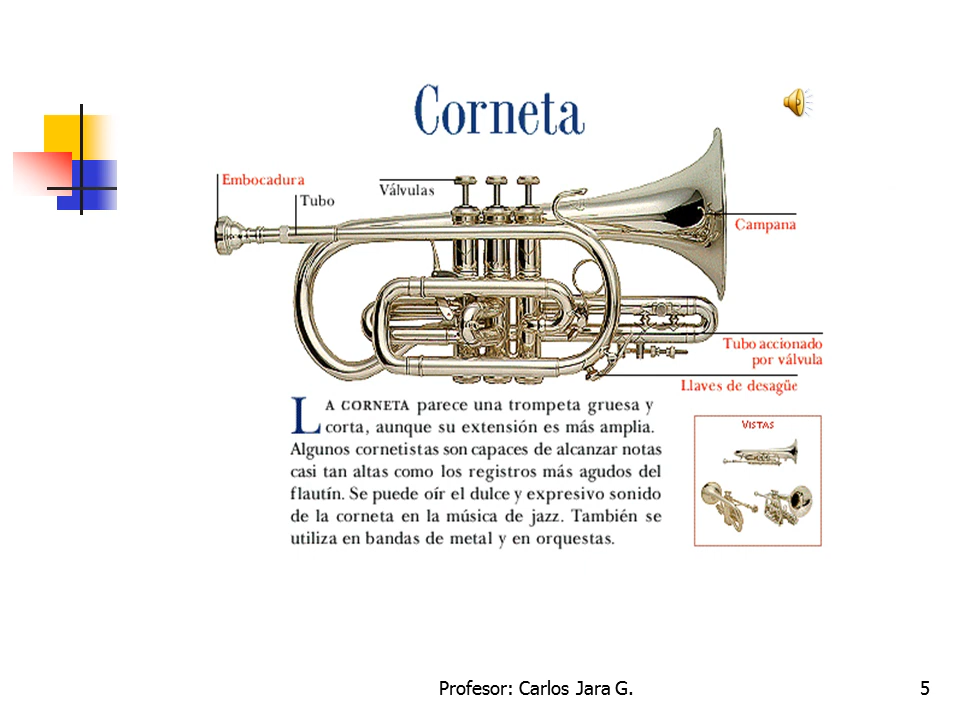 Corneta
Embocadura
Tubo
Válvulas
Campana
Tubo accionado
por válvula
Llaves de desagüe
LA CORNETA parece una trompeta gruesa y
corta, aunque su extensión es más amplia.
Algunos cornetistas son capaces de alcanzar notas
casi tan altas como los registros más agudos del
flautín. Se puede oír el dulce y expresivo sonido
de la corneta en la música de jazz. También se
utiliza en bandas de metal y en orquestas.
VISTAS
Profesor: Carlos Jara G.
5